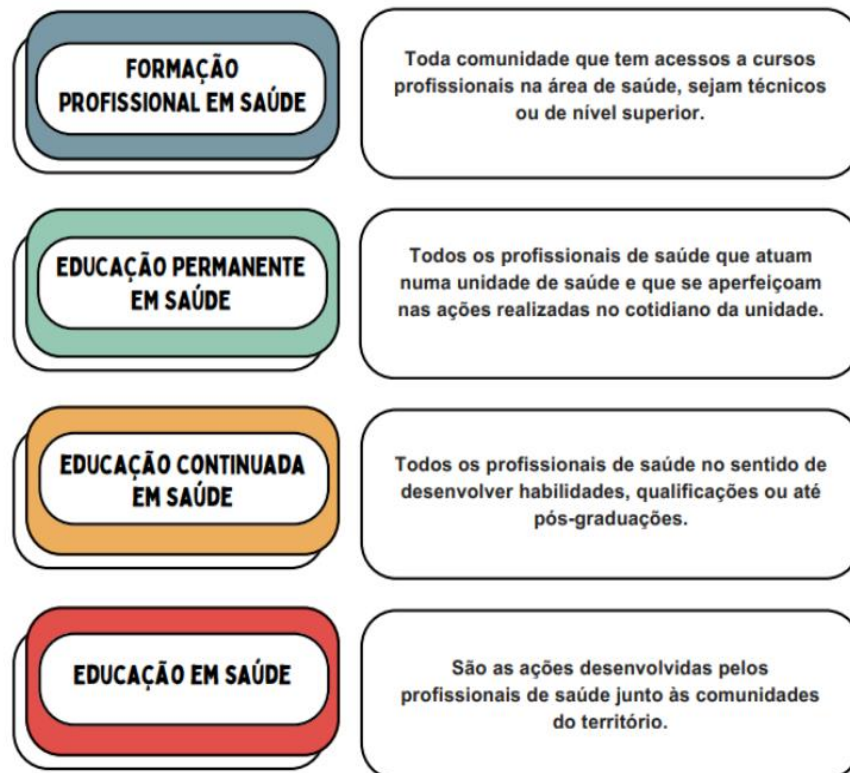 FORMAÇÃO
PROFISSIONAL EM SAÚDE
Toda comunidade que tem acessos a cursos
profissionais na área de saúde, sejam técnicos
ou de nível superior.
EDUCAÇÃO PERMANENTE
EM SAÚDE
Todos os profissionais de saúde que atuam
numa unidade de saúde e que se aperfeiçoam
nas ações realizadas no cotidiano da unidade.
EDUCAÇÃO CONTINUADA
EM SAÚDE
Todos os profissionais de saúde no sentido de
desenvolver habilidades, qualificações ou até
pós-graduações.
EDUCAÇÃO EM SAÚDE
São as ações desenvolvidas pelos
profissionais de saúde junto às comunidades
do território.